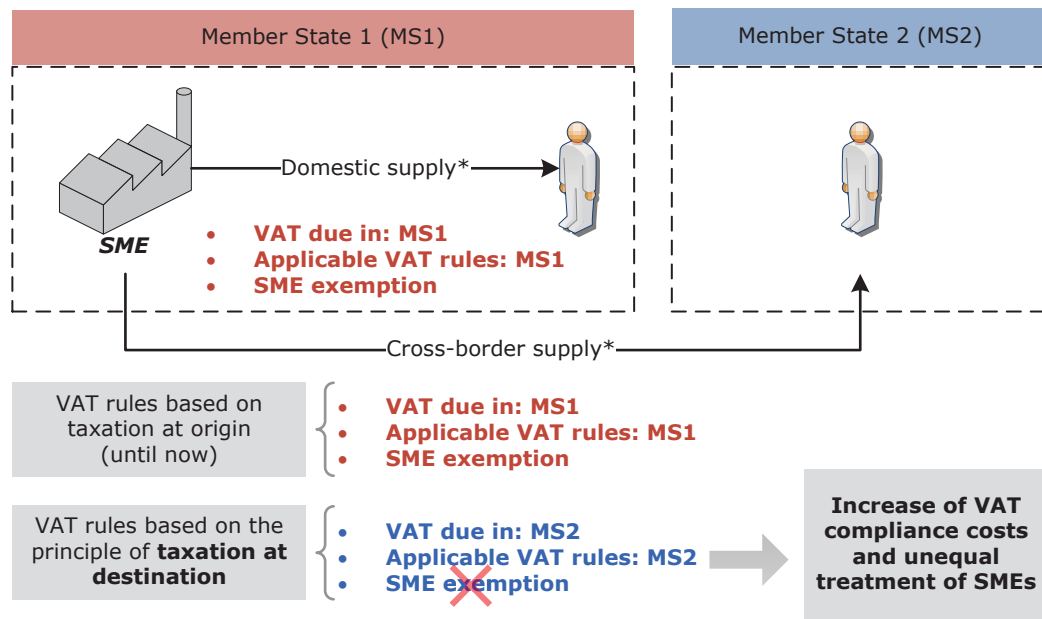 Member State 1 (MS1)
Member State 2 (MS2)
Domestic supply*
SME
• VAT due in: MS1
• Applicable VAT rules: MS1
• SME exemption
Cross-border supply*
VAT rules based on
taxation at origin
(until now)
• VAT due in: MS1
• Applicable VAT rules: MS1
• SME exemption
VAT rules based on the
principle of taxation at
destination
• VAT due in: MS2
• Applicable VAT rules: MS2
• SME exemption
Increase of VAT
compliance costs
and unequal
treatment of SMEs